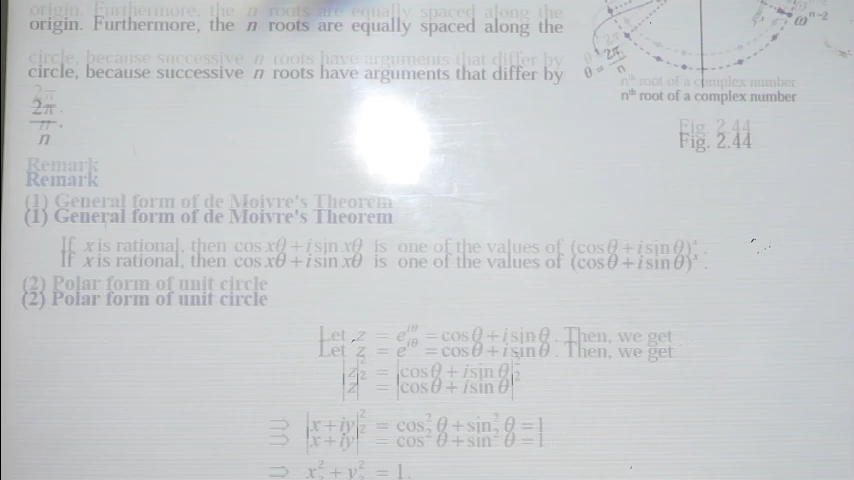 origin. Furthermore, the n roots are equally spaced along the
circle, because successive n roots have arguments that differ by
2π/n.
ω^(n-2)
θ = 2π/n
nᵗʰ root of a complex number
Fig. 2.44
Remark
(1) General form of de Moivre's Theorem
If x is rational, then cos xθ + i sin xθ is one of the values of (cos θ + i sin θ)ˣ.
(2) Polar form of unit circle
Let z = e^(iθ) = cos θ + i sin θ. Then, we get
|z|² = |cos θ + i sin θ|²
⇒ |x + iy|² = cos² θ + sin² θ = 1
⇒ x² + y² = 1.